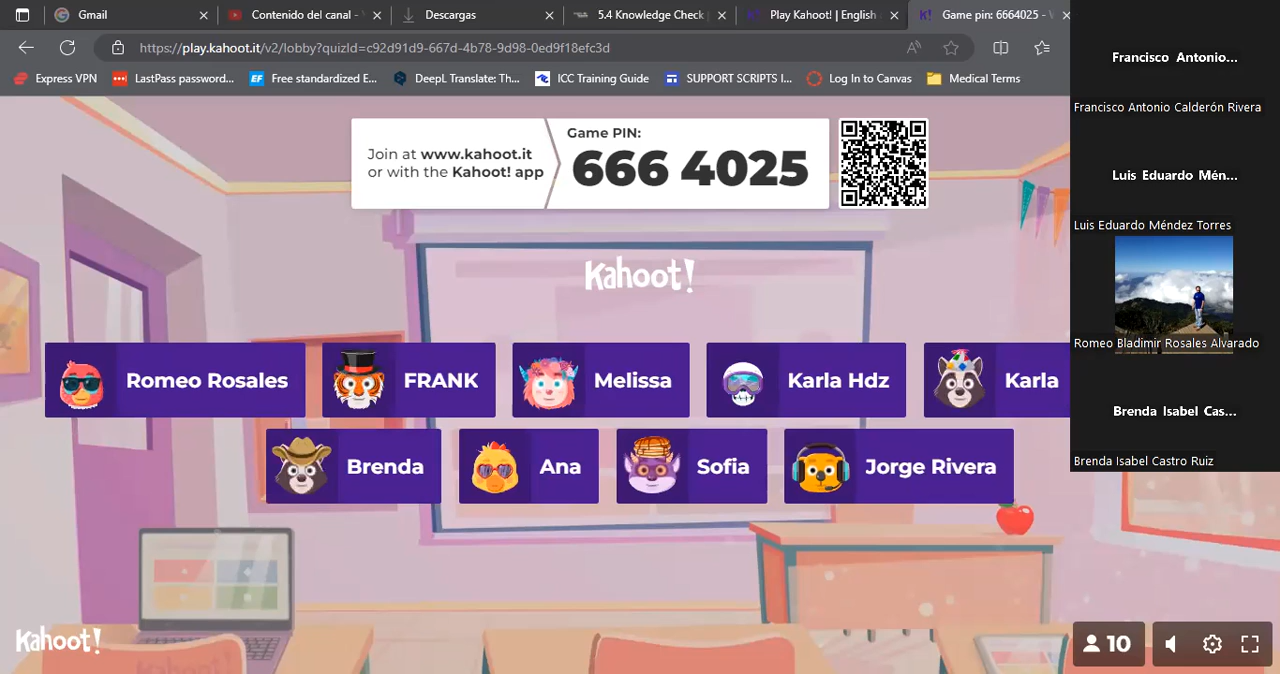 Gmail
Contenido del canal -
Descargas
5.4 Knowledge Check
Play Kahoot! | English
Game pin: 6664025 -
https://play.kahoot.it/v2/lobby?quizId=c92d91d9-667d-4b78-9d98-0ed9f18efc3d
Express VPN
LastPass password...
Free standardized E...
DeepL Translate: Th...
ICC Training Guide
SUPPORT SCRIPTS I...
Log In to Canvas
Medical Terms
Join at www.kahoot.it
or with the Kahoot! app
Game PIN:
666 4025
Kahoot!
Romeo Rosales
FRANK
Melissa
Karla Hdz
Karla
Brenda
Ana
Sofia
Jorge Rivera
Kahoot!
10
Francisco Antonio...
Francisco Antonio Calderón Rivera
Luis Eduardo Mén...
Luis Eduardo Méndez Torres
Romeo Bladimir Rosales Alvarado
Brenda Isabel Cas...
Brenda Isabel Castro Ruiz